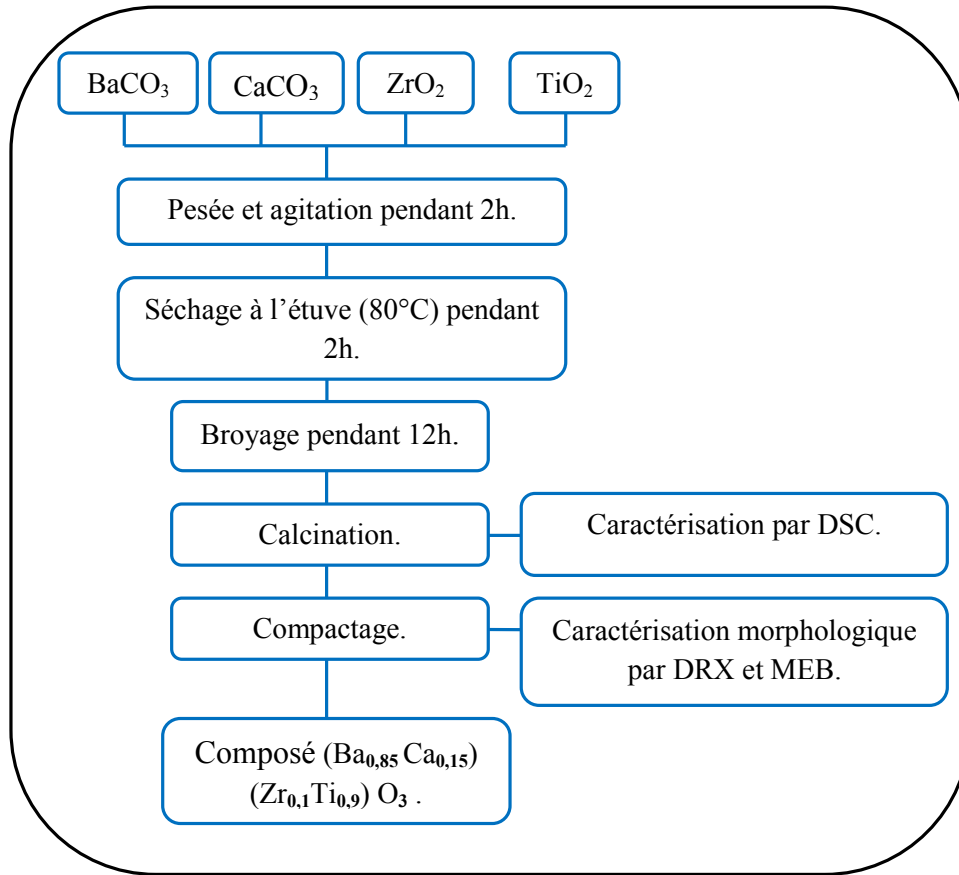 BaCO₃
CaCO₃
ZrO₂
TiO₂
Pesée et agitation pendant 2h.
Séchage à l’étuve (80°C) pendant
2h.
Broyage pendant 12h.
Calcination.
Caractérisation par DSC.
Compactage.
Caractérisation morphologique
par DRX et MEB.
Composé (Ba₀,₈₅ Ca₀,₁₅)
(Zr₀,₁Ti₀,₉) O₃ .